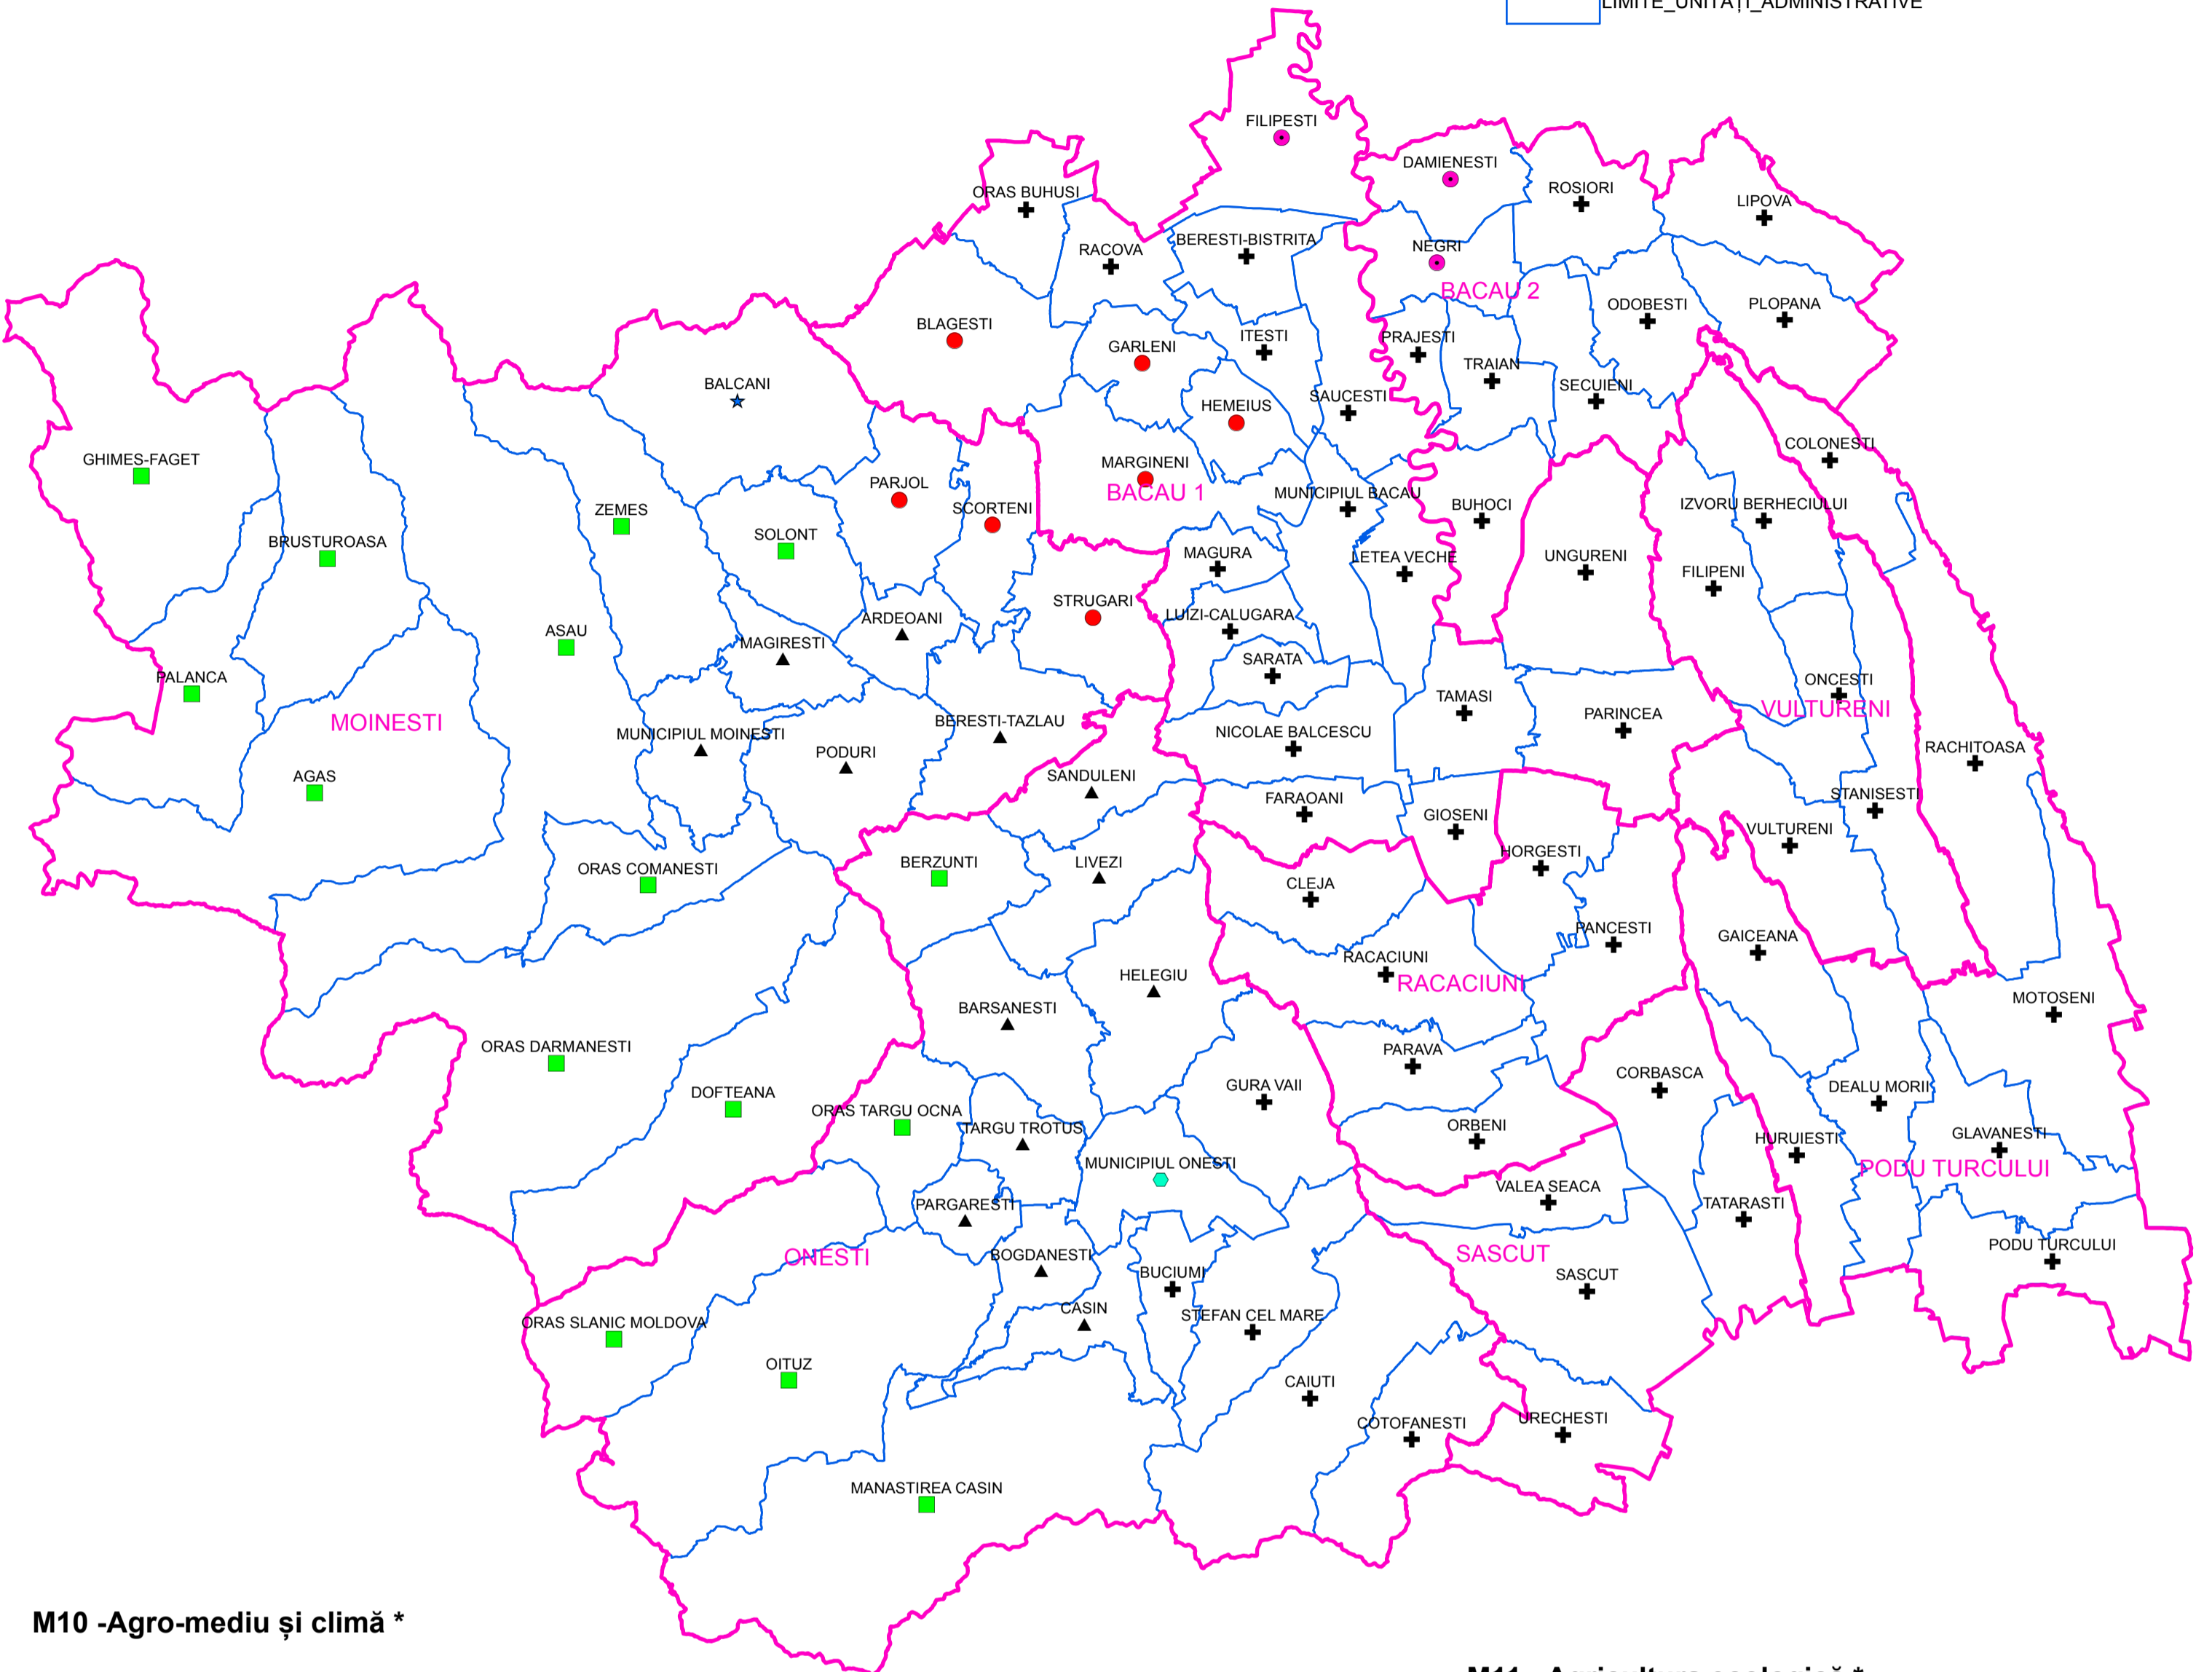 LIMITE_UNITĂȚI_ADMINISTRATIVE
FILIPESTI
DAMIENESTI
ROSIORI
ORAS BUHUSI
LIPOVA
BERESTI-BISTRITA
RACOVA
NEGRI
BACAU 2
ODOBESTI
PLOPANA
BLAGESTI
GARLENI
ITESTI
PRAJESTI
TRAIAN
BALCANI
SECUIENI
SAUCESTI
HEMEIUS
COLONESTI
GHIMES-FAGET
MARGINENI
BACAU 1
PARJOL
MUNICIPIUL BACAU
SCORTENI
BUHOCI
IZVORU BERHECIULUI
ZEMES
SOLONT
BRUSTUROASA
MAGURA
LETEA VECHE
UNGURENI
FILIPENI
STRUGARI
LUIZI-CALUGARA
ARDEOANI
ASAU
MAGIRESTI
SARATA
PALANCA
ONCESTI
VULTURENI
TAMASI
PARINCEA
MOINESTI
BERESTI-TAZLAU
MUNICIPIUL MOINESTI
NICOLAE BALCESCU
PODURI
RACHITOASA
AGAS
SANDULENI
FARAOANI
STANISESTI
GIOSENI
VULTURENI
HORGESTI
BERZUNTI
LIVEZI
ORAS COMANESTI
CLEJA
PANCESTI
GAICEANA
RACACIUNI
RACACIUNI
HELEGIU
MOTOSENI
BARSANESTI
ORAS DARMANESTI
PARAVA
CORBASCA
GURA VAII
DEALU MORII
DOFTEANA
ORAS TARGU OCNA
TARGU TROTUS
ORBENI
GLAVANESTI
HURUIESTI
PODU TURCULUI
MUNICIPIUL ONESTI
VALEA SEACA
PARGARESTI
TATARASTI
PODU TURCULUI
ONESTI
BOGDANESTI
SASCUT
BUCIUMI
SASCUT
CASIN
STEFAN CEL MARE
ORAS SLANIC MOLDOVA
OITUZ
CAIUTI
COTOFANESTI
URECHESTI
MANASTIREA CASIN
M10 -Agro-mediu și climă *
M11 - Agricultura ecologică *